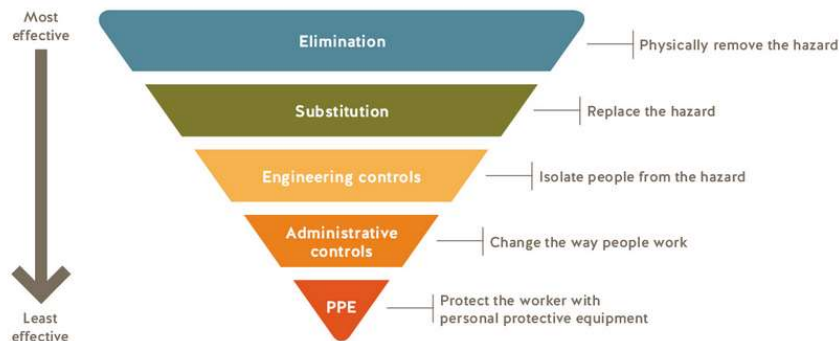 Most
effective
Elimination
Physically remove the hazard
Substitution
Replace the hazard
Engineering controls
Isolate people from the hazard
Administrative
controls
Change the way people work
PPE
Protect the worker with
personal protective equipment
Least
effective